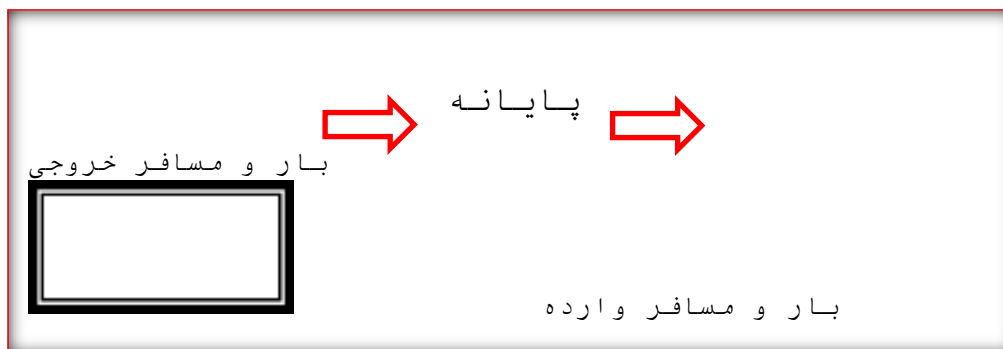 پایانه
بار و مسافر خروجی
بار و مسافر وارده